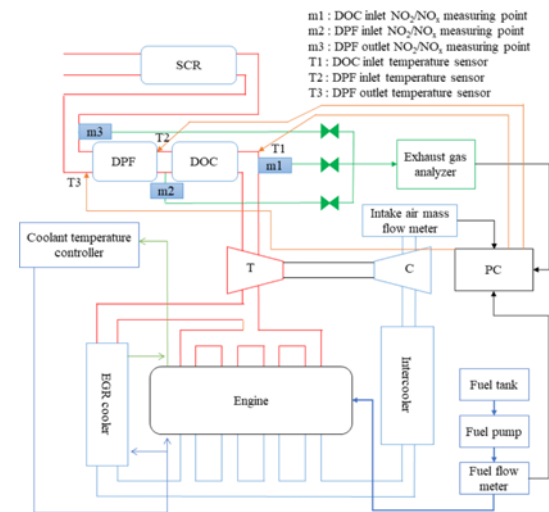 m1 : DOC inlet NO₂/NOₓ measuring point
m2 : DPF inlet NO₂/NOₓ measuring point
m3 : DPF outlet NO₂/NOₓ measuring point
T1 : DOC inlet temperature sensor
T2 : DPF inlet temperature sensor
T3 : DPF outlet temperature sensor
SCR
m3
T2
T1
DPF
DOC
m1
m2
T3
Exhaust gas
analyzer
Intake air mass
flow meter
Coolant temperature
controller
T
C
PC
EGR cooler
Engine
Intercooler
Fuel tank
Fuel pump
Fuel flow
meter